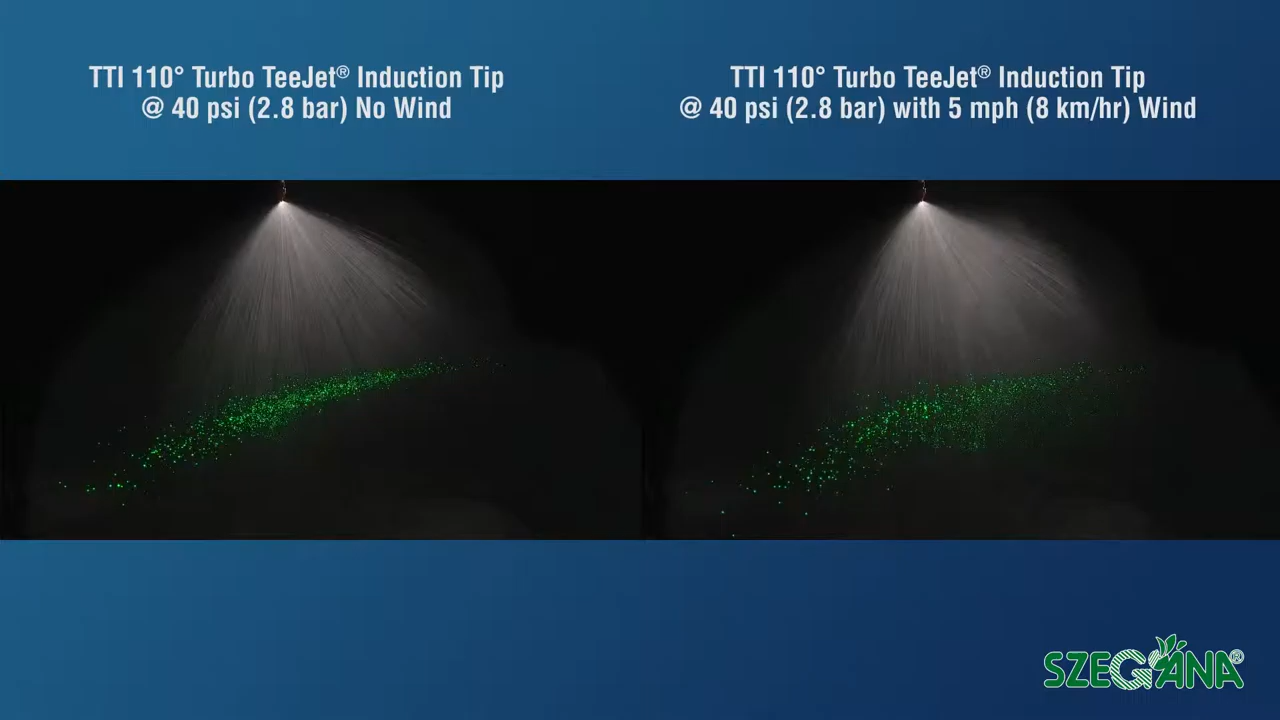 TTI 110° Turbo TeeJet® Induction Tip
@ 40 psi (2.8 bar) No Wind
TTI 110° Turbo TeeJet® Induction Tip
@ 40 psi (2.8 bar) with 5 mph (8 km/hr) Wind
SZEGANA®